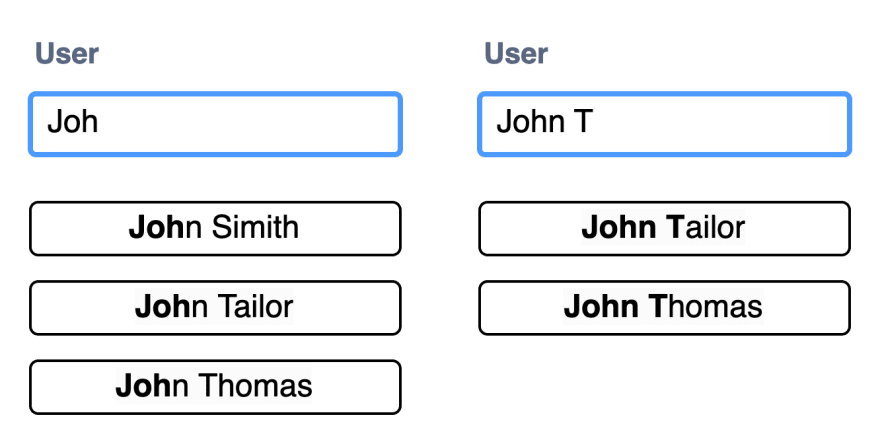 User
Joh
John Simith
John Tailor
John Thomas
User
John T
John Tailor
John Thomas